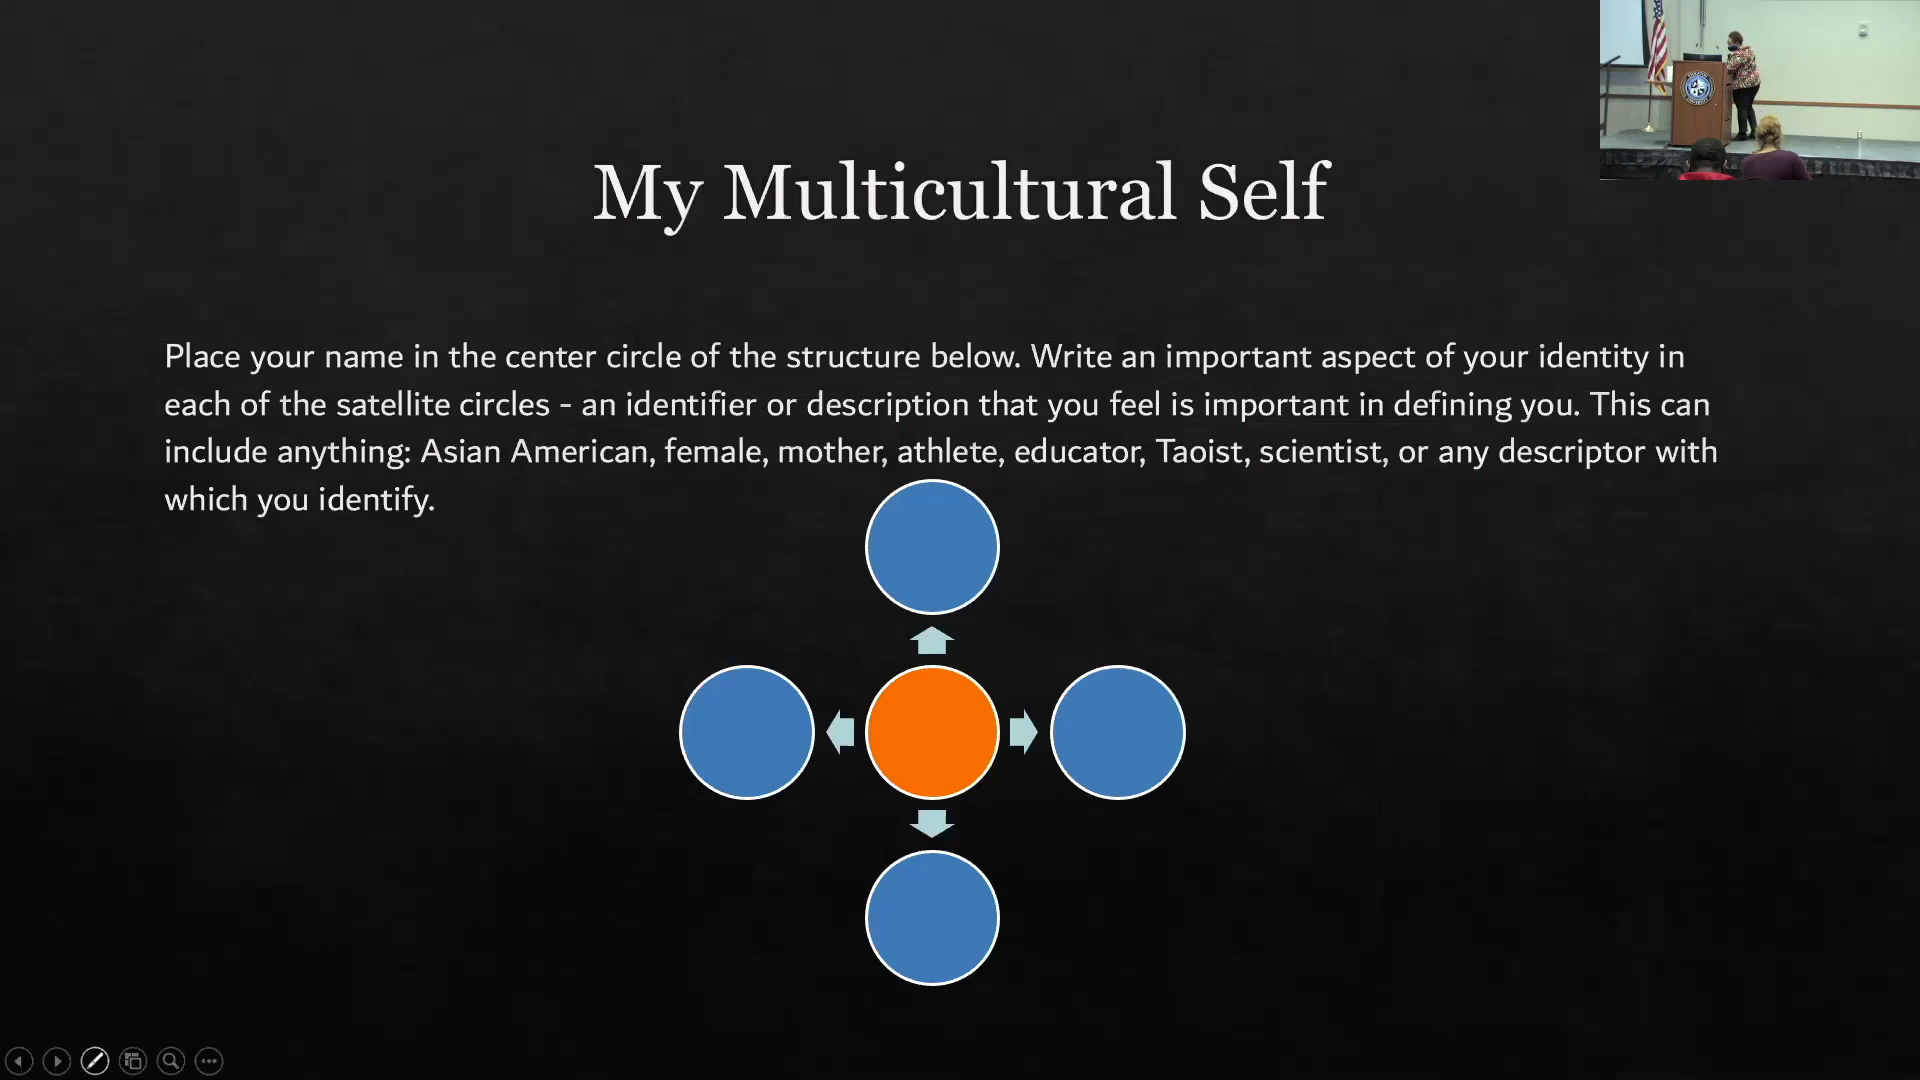 My Multicultural Self
Place your name in the center circle of the structure below. Write an important aspect of your identity in
each of the satellite circles - an identifier or description that you feel is important in defining you. This can
include anything: Asian American, female, mother, athlete, educator, Taoist, scientist, or any descriptor with
which you identify.